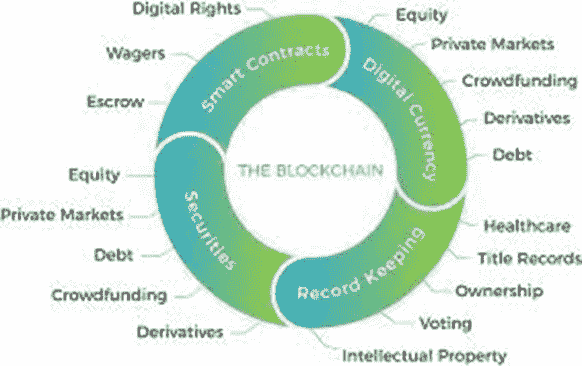 Digital Rights
Wagers
Escrow
Smart Contracts
Equity
Private Markets
Crowdfunding
Derivatives
Debt
Digital Currency
THE BLOCKCHAIN
Healthcare
Title Records
Ownership
Voting
Intellectual Property
Record Keeping
Equity
Private Markets
Debt
Crowdfunding
Derivatives
Securities